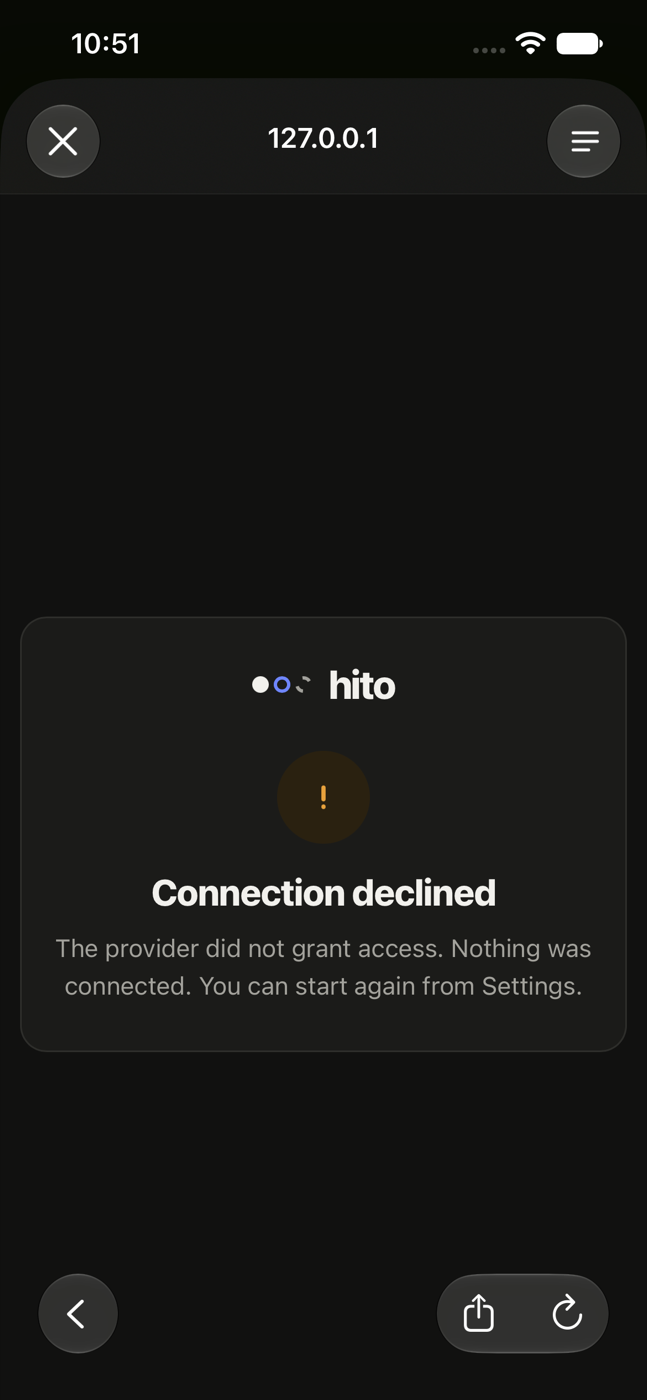 10:51
127.0.0.1
hito
!
Connection declined
The provider did not grant access. Nothing was
connected. You can start again from Settings.